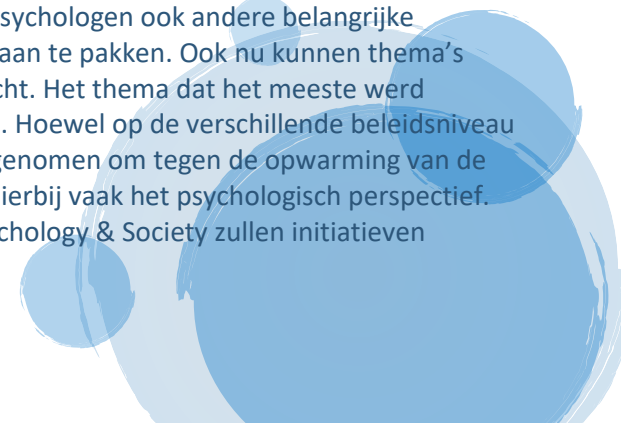 sychologen ook andere belangrijke
aan te pakken. Ook nu kunnen thema's
cht. Het thema dat het meeste werd
. Hoewel op de verschillende beleidsniveau
genomen om tegen de opwarming van de
ierbij vaak het psychologisch perspectief.
chology & Society zullen initiatieven